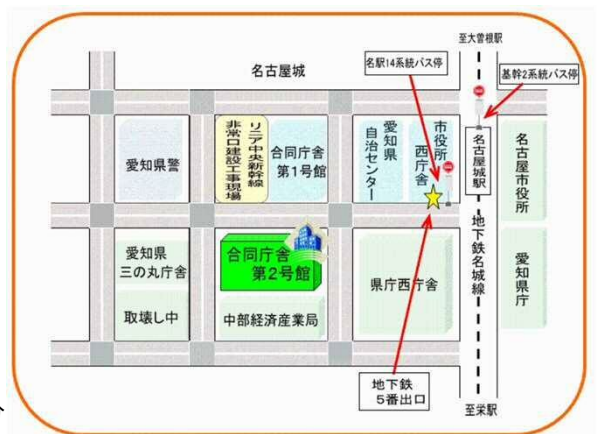 至大曽根駅
名駅14系統バス停
基幹2系統バス停
名古屋城
愛知県警
リニア中央新幹線
非常口建設工事現場
合同庁舎
第1号館
愛知県
自治センター
市役所
西庁舎
名古屋城駅
名古屋市役所
愛知県
三の丸庁舎
取壊し中
合同庁舎
第2号館
中部経済産業局
県庁西庁舎
地下鉄名城線
愛知県庁
地下鉄
5番出口
至栄駅